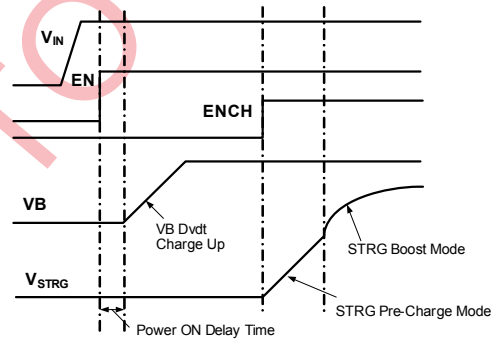 VIN
EN
ENCH
VB
VB Dvdt
Charge Up
STRG Boost Mode
VSTRG
STRG Pre-Charge Mode
Power ON Delay Time